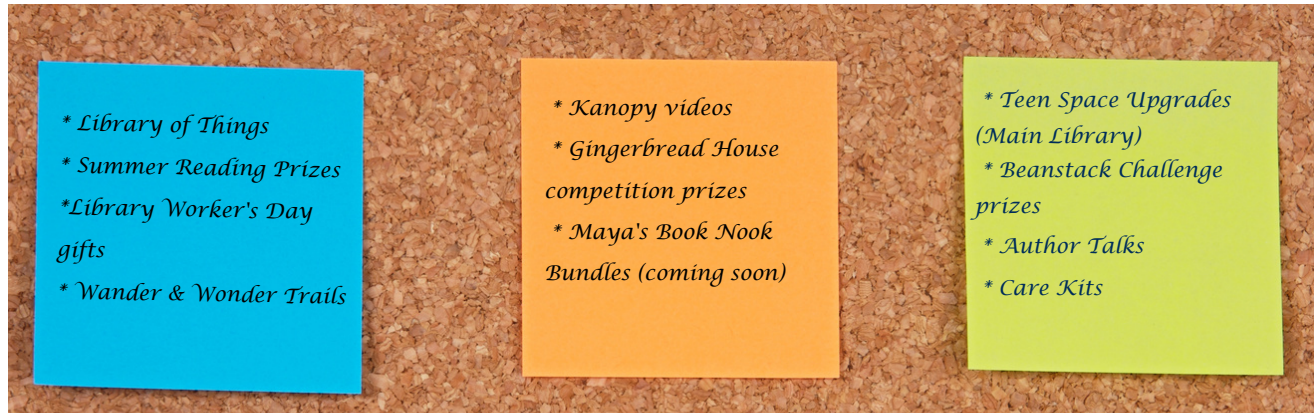 * Library of Things
* Summer Reading Prizes
*Library Worker's Day
gifts
* Wander & Wonder Trails
* Kanopy videos
* Gingerbread House
competition prizes
* Maya's Book Nook
Bundles (coming soon)
* Teen Space Upgrades
(Main Library)
* Beanstack Challenge
prizes
* Author Talks
* Care Kits